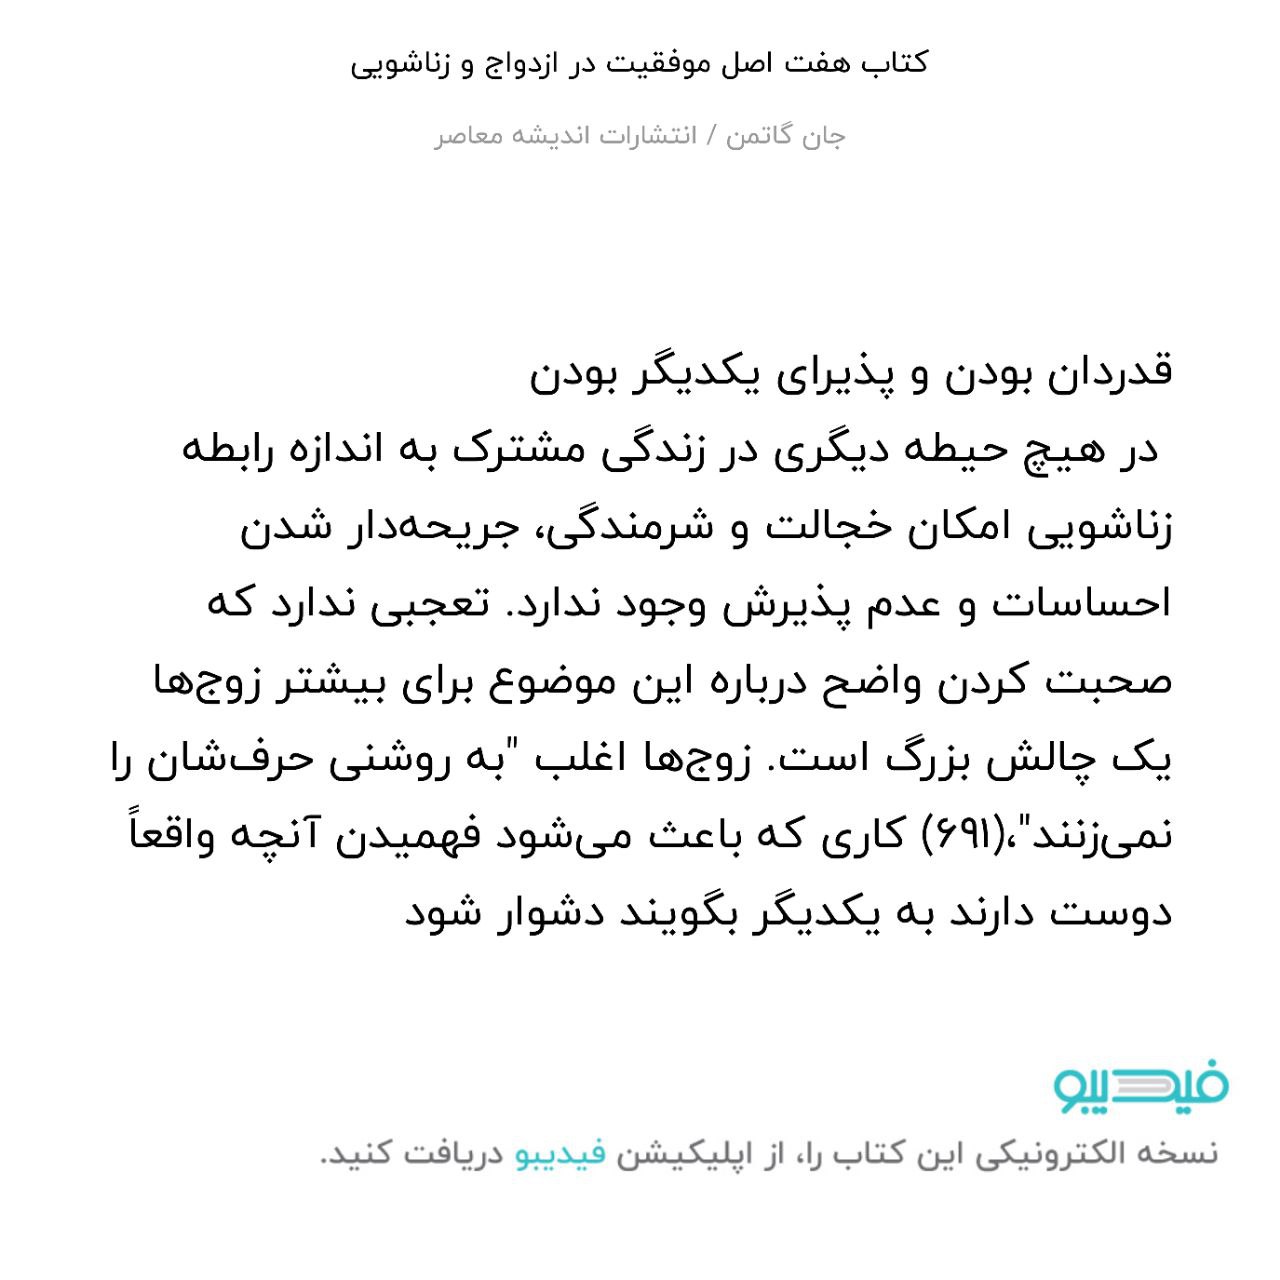 کتاب هفت اصل موفقیت در ازدواج و زناشویی
جان گاتمن / انتشارات اندیشه معاصر
قدردان بودن و پذیرای یکدیگر بودن
در هیچ حیطه دیگری در زندگی مشترک به اندازه رابطه
زناشویی امکان خجالت و شرمندگی، جریحه‌دار شدن
احساسات و عدم پذیرش وجود ندارد. تعجبی ندارد که
صحبت کردن واضح درباره این موضوع برای بیشتر زوج‌ها
یک چالش بزرگ است. زوج‌ها اغلب "به روشنی حرف‌شان را
نمی‌زنند"،(۶۹۱) کاری که باعث می‌شود فهمیدن آنچه واقعاً
دوست دارند به یکدیگر بگویند دشوار شود
فیدیبو
نسخه الکترونیکی این کتاب را، از اپلیکیشن فیدیبو دریافت کنید.